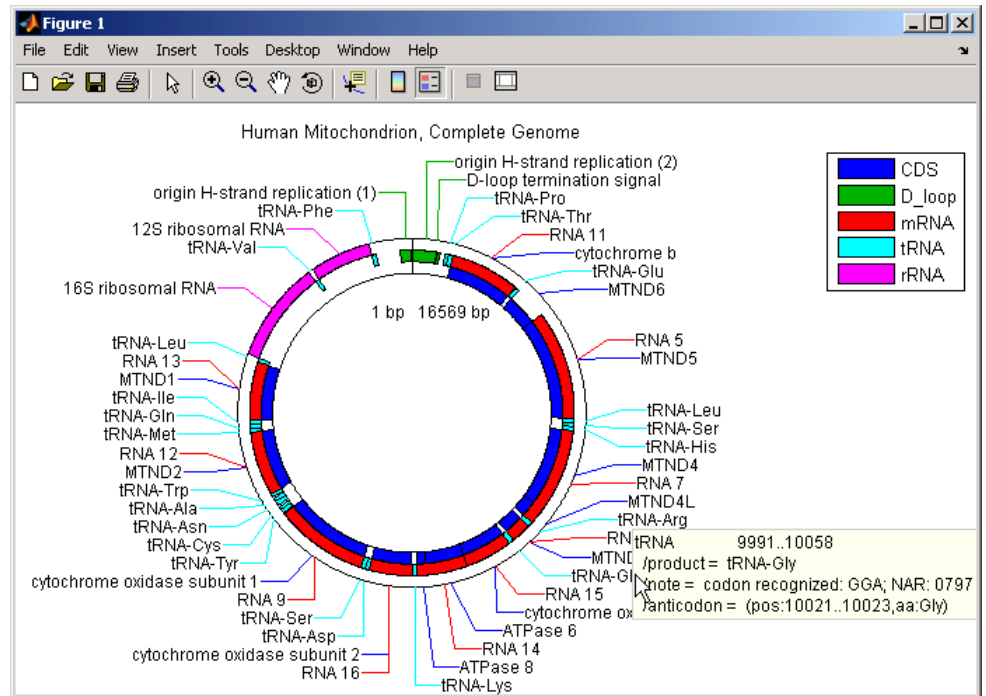 Figure 1
File Edit View Insert Tools Desktop Window Help
Human Mitochondrion, Complete Genome
origin H-strand replication (2)
D-loop termination signal
tRNA-Pro
tRNA-Thr
RNA 11
cytochrome b
tRNA-Glu
MTND6
RNA 5
MTND5
tRNA-Leu
tRNA-Ser
tRNA-His
MTND4
RNA 7
MTND4L
tRNA-Arg
origin H-strand replication (1)
tRNA-Phe
12S ribosomal RNA
tRNA-Val
16S ribosomal RNA
tRNA-Leu
RNA 13
MTND1
tRNA-Ile
tRNA-Gln
tRNA-Met
RNA 12
MTND2
tRNA-Trp
tRNA-Ala
tRNA-Asn
tRNA-Cys
tRNA-Tyr
cytochrome oxidase subunit 1
RNA 9
tRNA-Ser
tRNA-Asp
cytochrome oxidase subunit 2
RNA 16
1 bp 16569 bp
RN
MTND
tRNA-Gl
RNA 15
cytochrome ox
ATPase 6
RNA 14
ATPase 8
tRNA-Lys
tRNA 9991..10058
/product = tRNA-Gly
/note = codon recognized: GGA; NAR: 0797
/anticodon = (pos:10021..10023,aa:Gly)
CDS
D_loop
mRNA
tRNA
rRNA